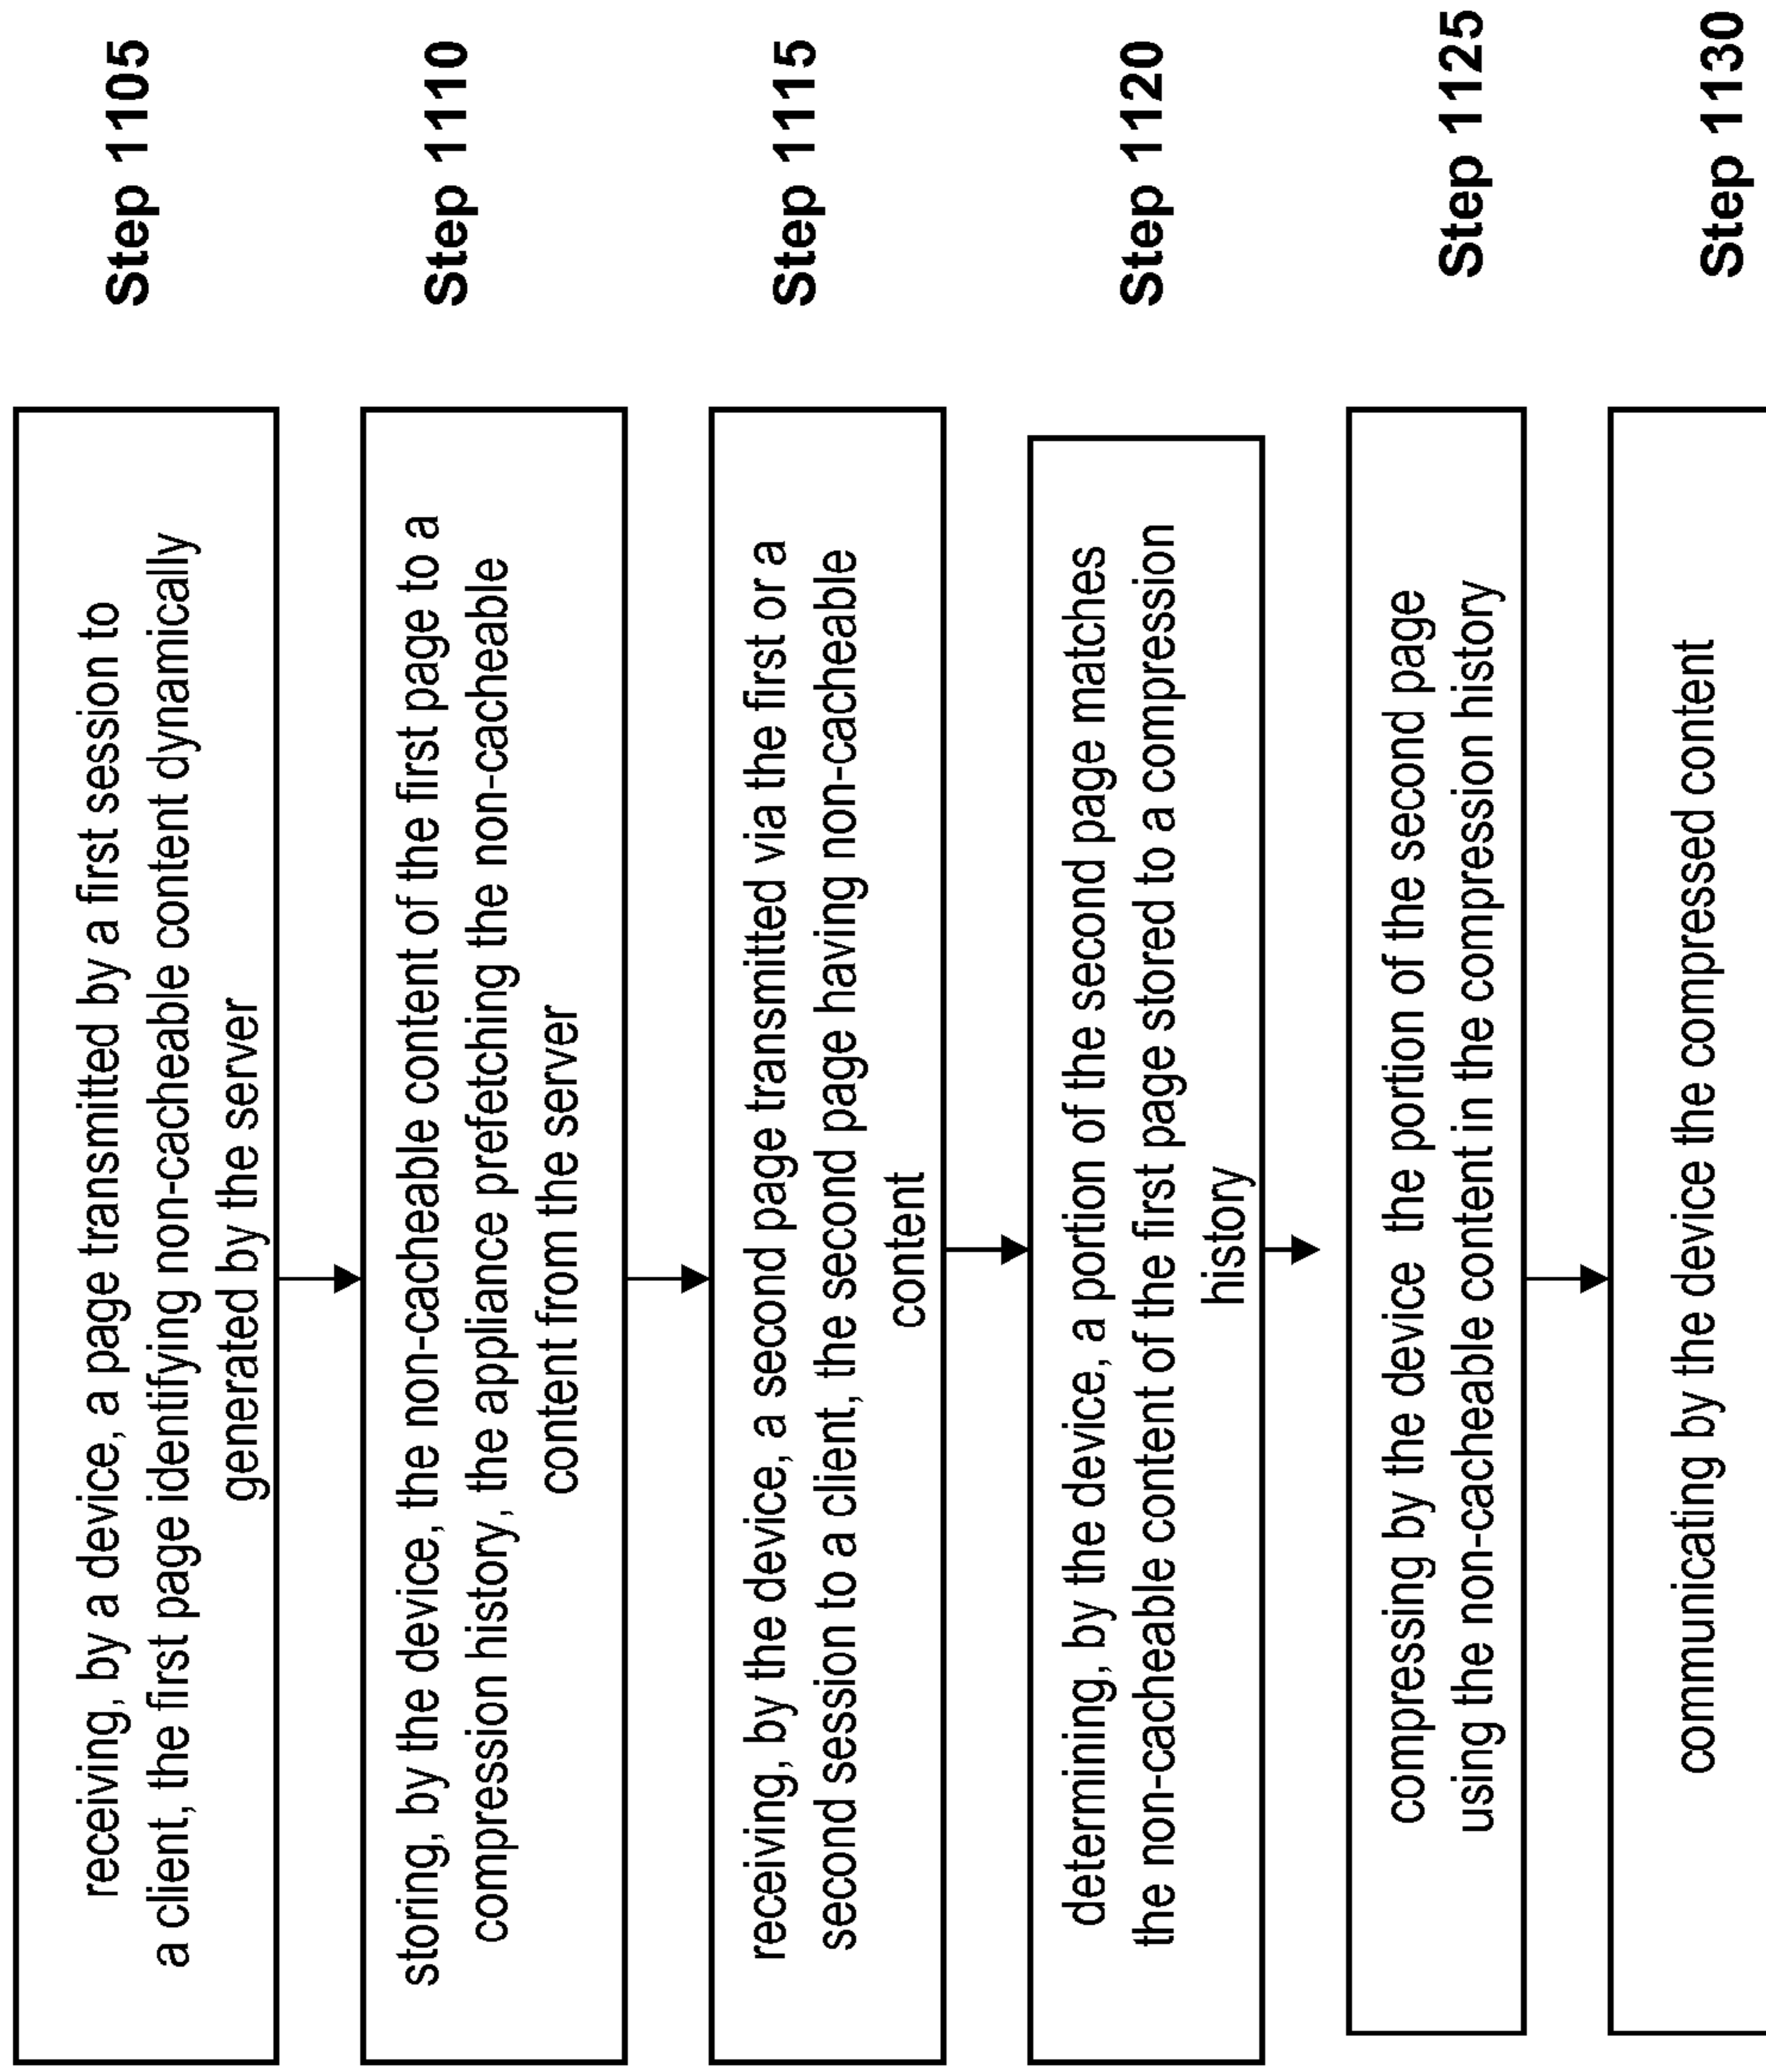 receiving, by a device, a page transmitted by a first session to
a client, the first page identifying non-cacheable content dynamically
generated by the server
Step 1105
storing, by the device, the non-cacheable content of the first page to a
compression history, the appliance prefetching the non-cacheable
content from the server
Step 1110
receiving, by the device, a second page transmitted via the first or a
second session to a client, the second page having non-cacheable
content
Step 1115
determining, by the device, a portion of the second page matches
the non-cacheable content of the first page stored to a compression
history
Step 1120
compressing by the device the portion of the second page
using the non-cacheable content in the compression history
Step 1125
communicating by the device the compressed content
Step 1130